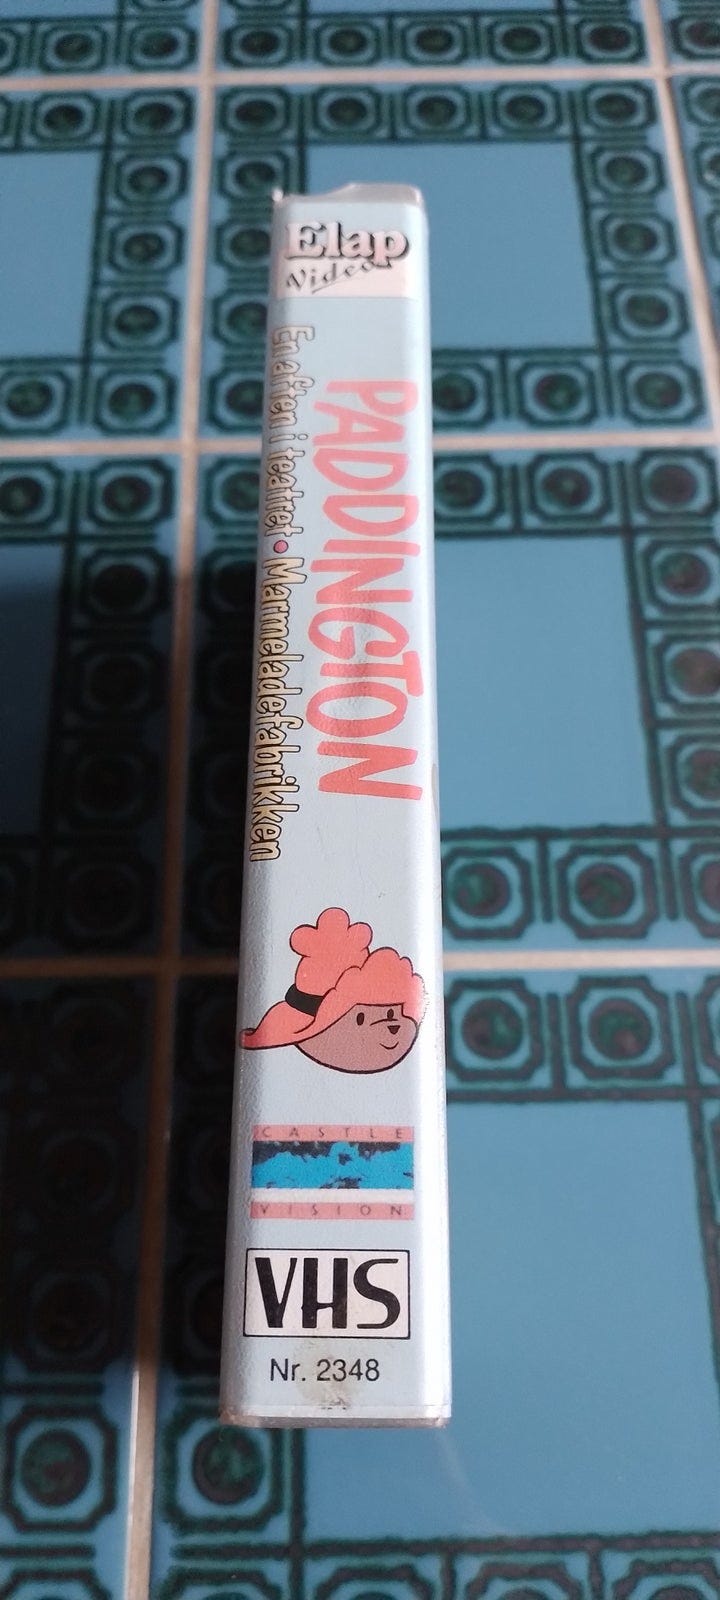 Elap
Video
PADDINGTON
En aften i teatret • Marmeladefabrikken
CASTLE
VISION
VHS
Nr. 2348